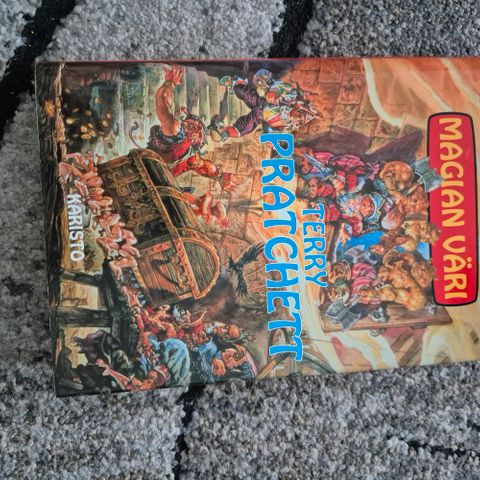 MAGIAN VÄRI
TERRY
PRATCHETT
KARISTO